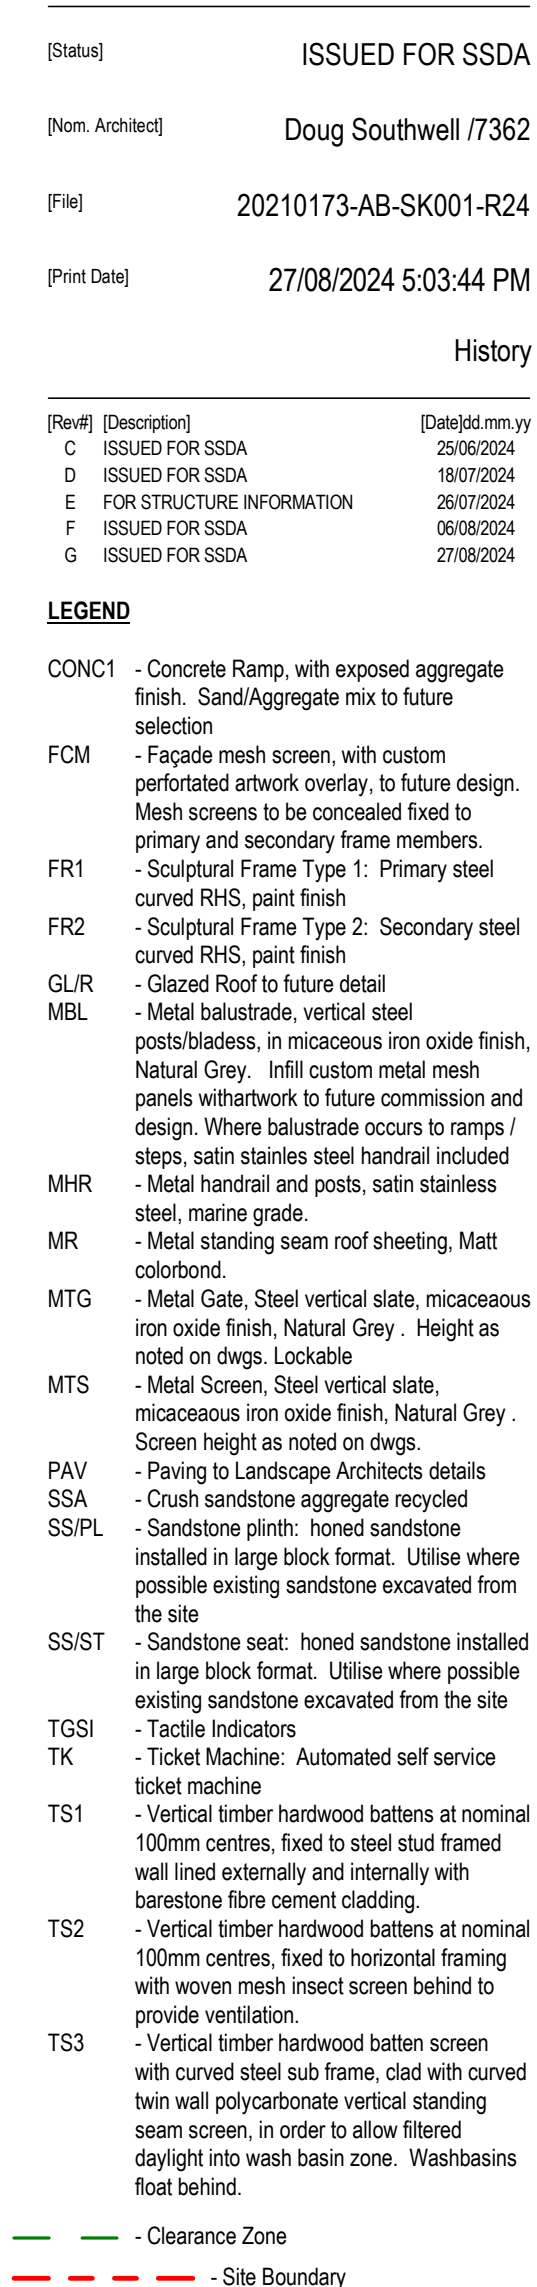 [Status] ISSUED FOR SSDA
[Nom. Architect] Doug Southwell /7362
[File] 20210173-AB-SK001-R24
[Print Date] 27/08/2024 5:03:44 PM
History
[Rev#] [Description] [Date]dd.mm.yy
C ISSUED FOR SSDA 25/06/2024
D ISSUED FOR SSDA 18/07/2024
E FOR STRUCTURE INFORMATION 26/07/2024
F ISSUED FOR SSDA 06/08/2024
G ISSUED FOR SSDA 27/08/2024
LEGEND
CONC1 - Concrete Ramp, with exposed aggregate
finish. Sand/Aggregate mix to future
selection
FCM - Façade mesh screen, with custom
perfortated artwork overlay, to future design.
Mesh screens to be concealed fixed to
primary and secondary frame members.
FR1 - Sculptural Frame Type 1: Primary steel
curved RHS, paint finish
FR2 - Sculptural Frame Type 2: Secondary steel
curved RHS, paint finish
GL/R - Glazed Roof to future detail
MBL - Metal balustrade, vertical steel
posts/bladess, in micaceous iron oxide finish,
Natural Grey. Infill custom metal mesh
panels withartwork to future commission and
design. Where balustrade occurs to ramps /
steps, satin stainles steel handrail included
MHR - Metal handrail and posts, satin stainless
steel, marine grade.
MR - Metal standing seam roof sheeting, Matt
colorbond.
MTG - Metal Gate, Steel vertical slate, micaceaous
iron oxide finish, Natural Grey . Height as
noted on dwgs. Lockable
MTS - Metal Screen, Steel vertical slate,
micaceaous iron oxide finish, Natural Grey .
Screen height as noted on dwgs.
PAV - Paving to Landscape Architects details
SSA - Crush sandstone aggregate recycled
SS/PL - Sandstone plinth: honed sandstone
installed in large block format. Utilise where
possible existing sandstone excavated from
the site
SS/ST - Sandstone seat: honed sandstone installed
in large block format. Utilise where possible
existing sandstone excavated from the site
TGSI - Tactile Indicators
TK - Ticket Machine: Automated self service
ticket machine
TS1 - Vertical timber hardwood battens at nominal
100mm centres, fixed to steel stud framed
wall lined externally and internally with
barestone fibre cement cladding.
TS2 - Vertical timber hardwood battens at nominal
100mm centres, fixed to horizontal framing
with woven mesh insect screen behind to
provide ventilation.
TS3 - Vertical timber hardwood batten screen
with curved steel sub frame, clad with curved
twin wall polycarbonate vertical standing
seam screen, in order to allow filtered
daylight into wash basin zone. Washbasins
float behind.
- Clearance Zone
- Site Boundary